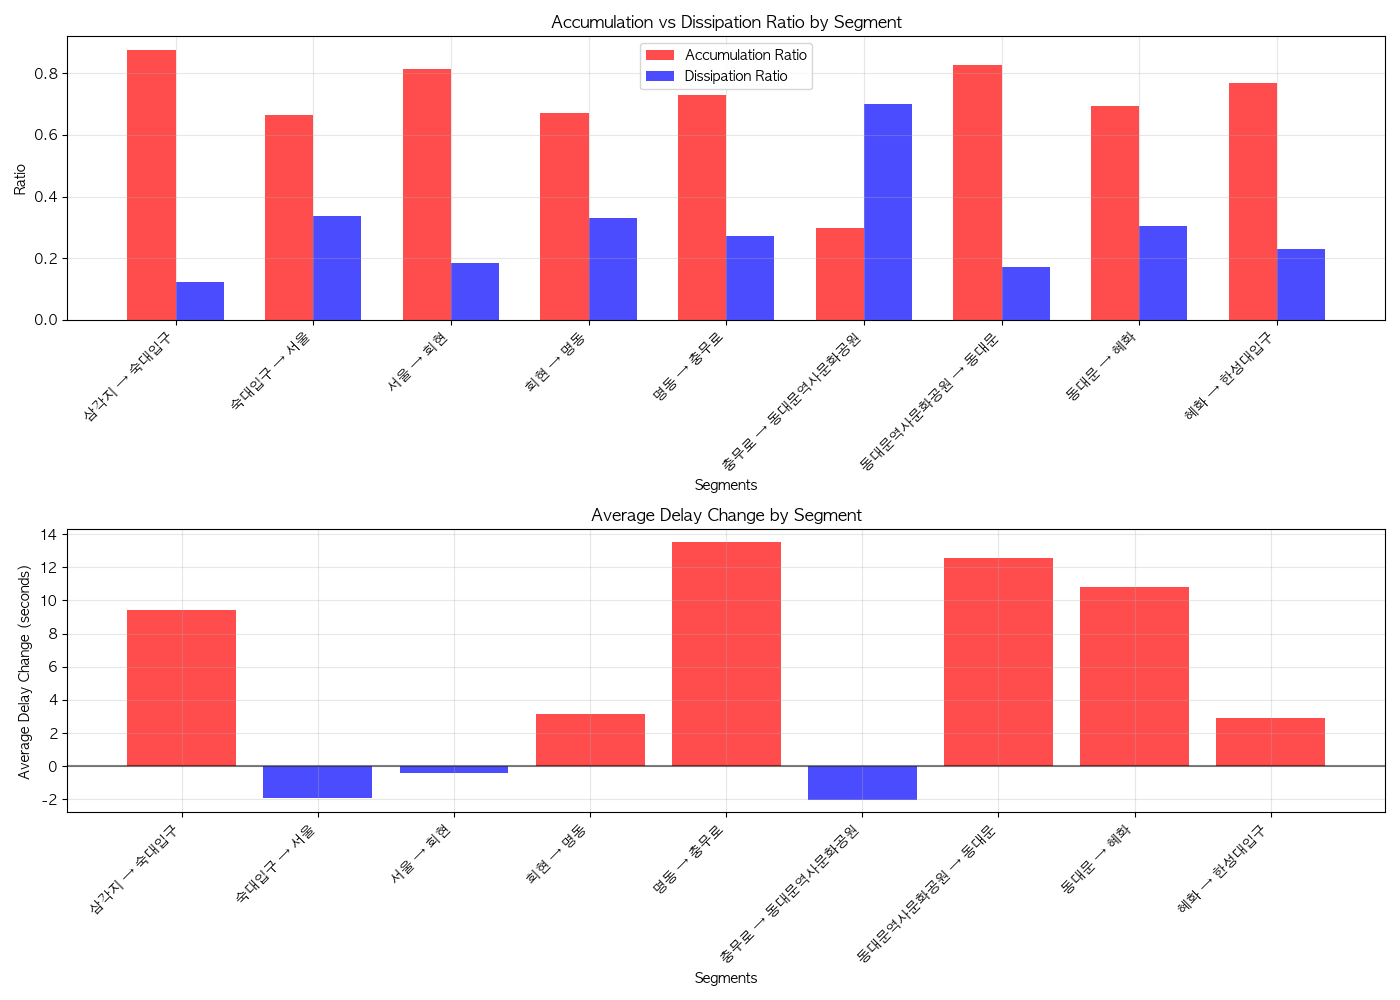 Accumulation vs Dissipation Ratio by Segment
Accumulation Ratio
Dissipation Ratio
Ratio
0.8
0.6
0.4
0.2
0.0
삼각지 → 숙대입구
숙대입구 → 서울
서울 → 회현
회현 → 명동
명동 → 충무로
충무로 → 동대문역사문화공원
동대문역사문화공원 → 동대문
동대문 → 혜화
혜화 → 한성대입구
Segments
Average Delay Change by Segment
Average Delay Change (seconds)
14
12
10
8
6
4
2
0
-2
삼각지 → 숙대입구
숙대입구 → 서울
서울 → 회현
회현 → 명동
명동 → 충무로
충무로 → 동대문역사문화공원
동대문역사문화공원 → 동대문
동대문 → 혜화
혜화 → 한성대입구
Segments